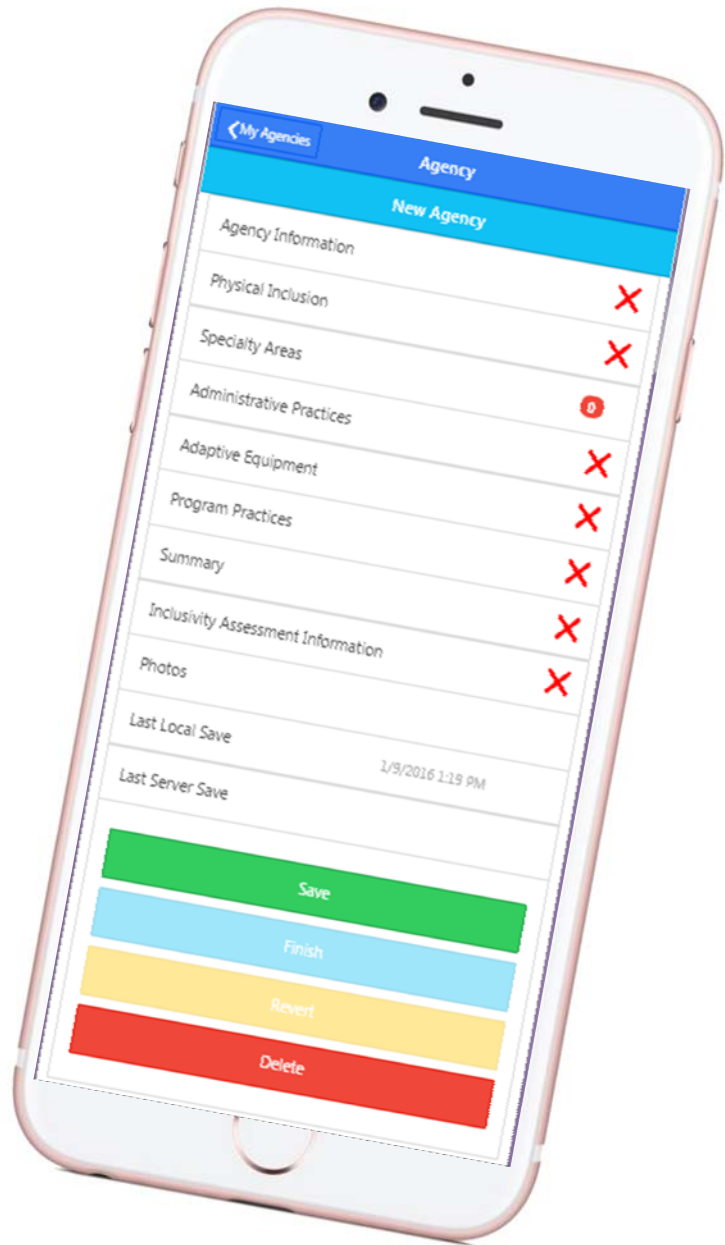 My Agencies
Agency
New Agency
Agency Information
Physical Inclusion
Specialty Areas
0
Administrative Practices
Adaptive Equipment
Program Practices
Summary
Inclusivity Assessment Information
Photos
Last Local Save 1/9/2016 1:19 PM
Last Server Save
Save
Finish
Revert
Delete